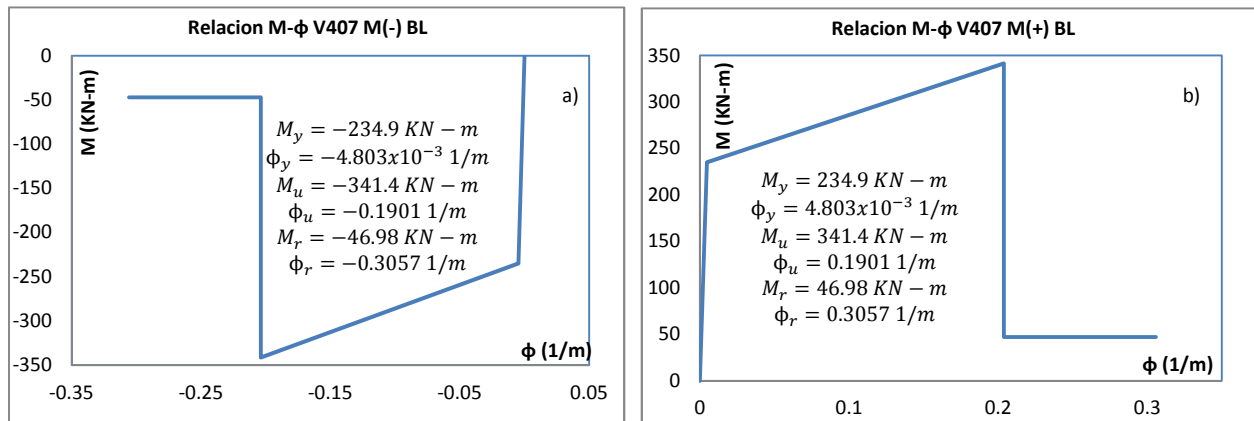 Relacion M-ϕ V407 M(-) BL
0
-50
-100
-150
-200
-250
-300
-350
M (KN-m)
a)
M_y = −234.9 KN − m
ϕ_y = −4.803x10^−3 1/m
M_u = −341.4 KN − m
ϕ_u = −0.1901 1/m
M_r = −46.98 KN − m
ϕ_r = −0.3057 1/m
ϕ (1/m)
-0.35 -0.25 -0.15 -0.05 0.05
Relacion M-ϕ V407 M(+) BL
350
300
250
200
150
100
50
0
M (KN-m)
b)
M_y = 234.9 KN − m
ϕ_y = 4.803x10^−3 1/m
M_u = 341.4 KN − m
ϕ_u = 0.1901 1/m
M_r = 46.98 KN − m
ϕ_r = 0.3057 1/m
ϕ (1/m)
0 0.1 0.2 0.3